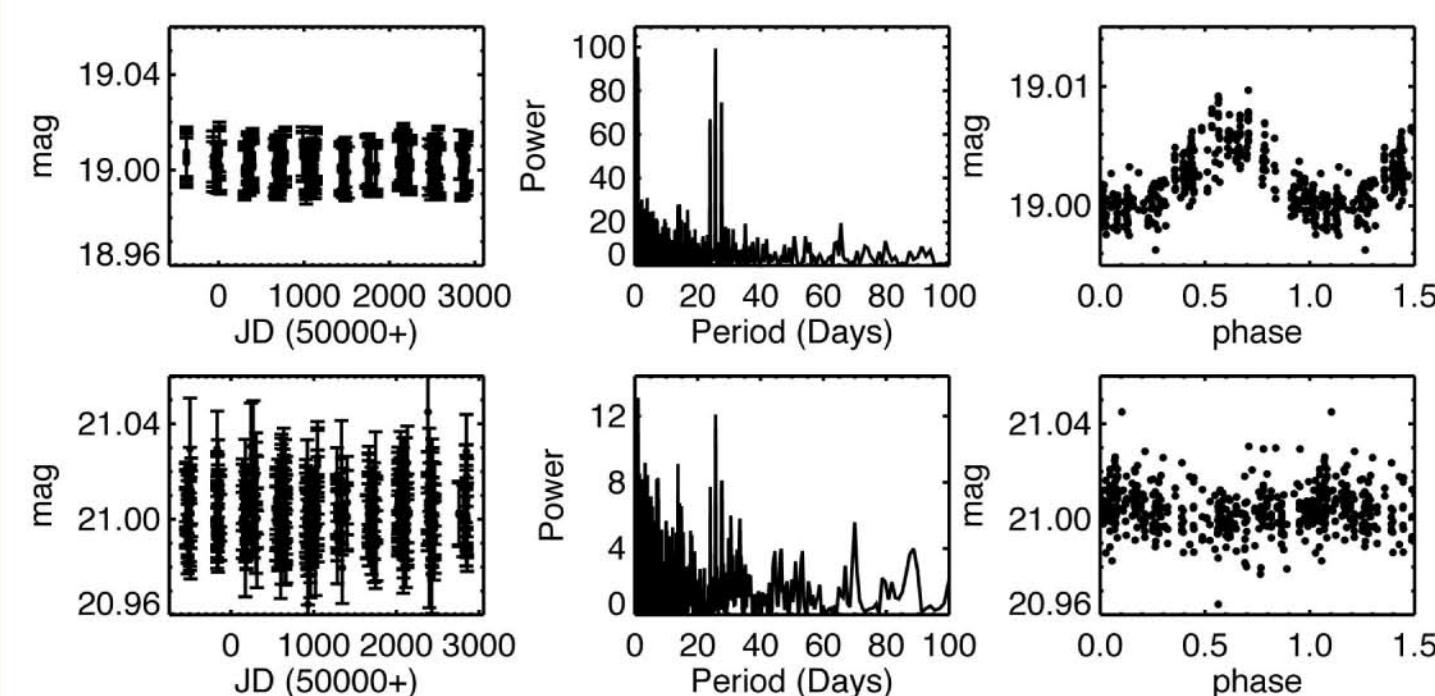 mag
19.04
19.00
18.96
0 1000 2000 3000
JD (50000+)
Power
100
80
60
40
20
0
0 20 40 60 80 100
Period (Days)
mag
19.01
19.00
0.0 0.5 1.0 1.5
phase
mag
21.04
21.00
20.96
0 1000 2000 3000
JD (50000+)
Power
12
8
4
0
0 20 40 60 80 100
Period (Days)
mag
21.04
21.00
20.96
0.0 0.5 1.0 1.5
phase